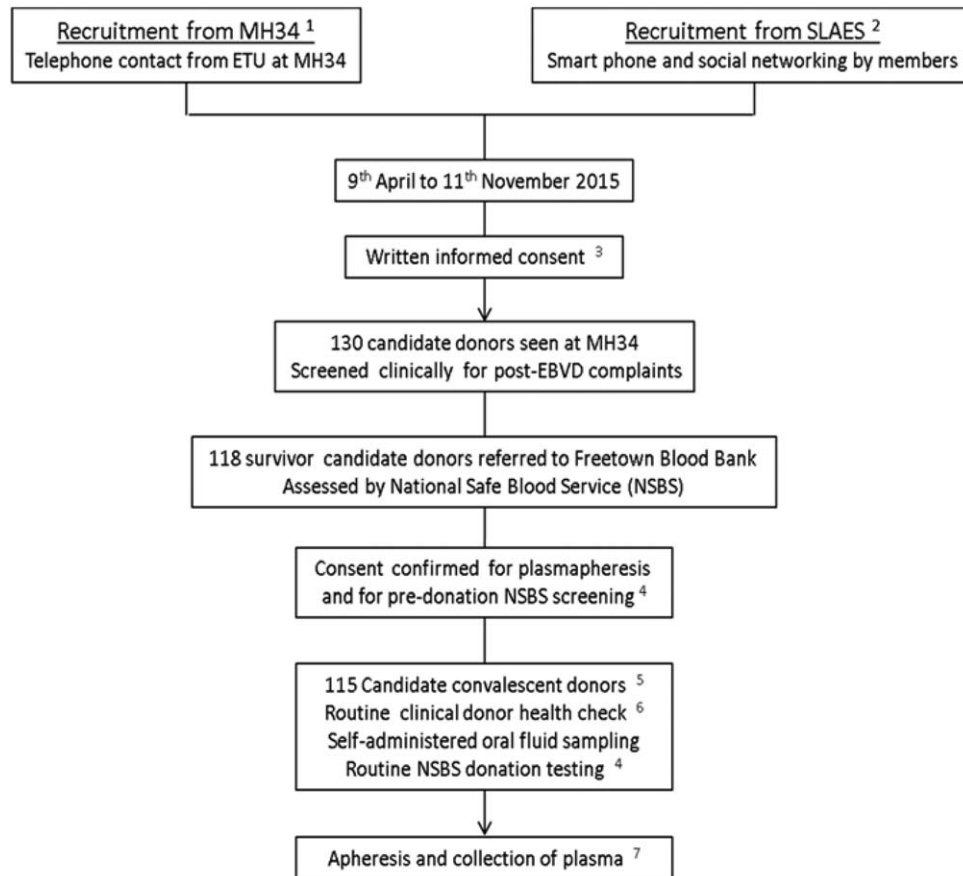 Recruitment from MH34 1
Telephone contact from ETU at MH34
Recruitment from SLAES 2
Smart phone and social networking by members
9th April to 11th November 2015
Written informed consent 3
130 candidate donors seen at MH34
Screened clinically for post-EBVD complaints
118 survivor candidate donors referred to Freetown Blood Bank
Assessed by National Safe Blood Service (NSBS)
Consent confirmed for plasmapheresis
and for pre-donation NSBS screening 4
115 Candidate convalescent donors 5
Routine clinical donor health check 6
Self-administered oral fluid sampling
Routine NSBS donation testing 4
Apheresis and collection of plasma 7